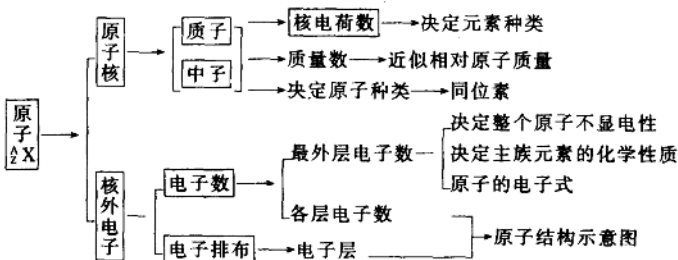 原子 A Z X
原子核
质子
中子
核电荷数 决定元素种类
质量数 近似相对原子质量
决定原子种类 同位素
核外电子
电子数
电子排布
最外层电子数
决定整个原子不显电性
决定主族元素的化学性质
原子的电子式
各层电子数
电子层
原子结构示意图